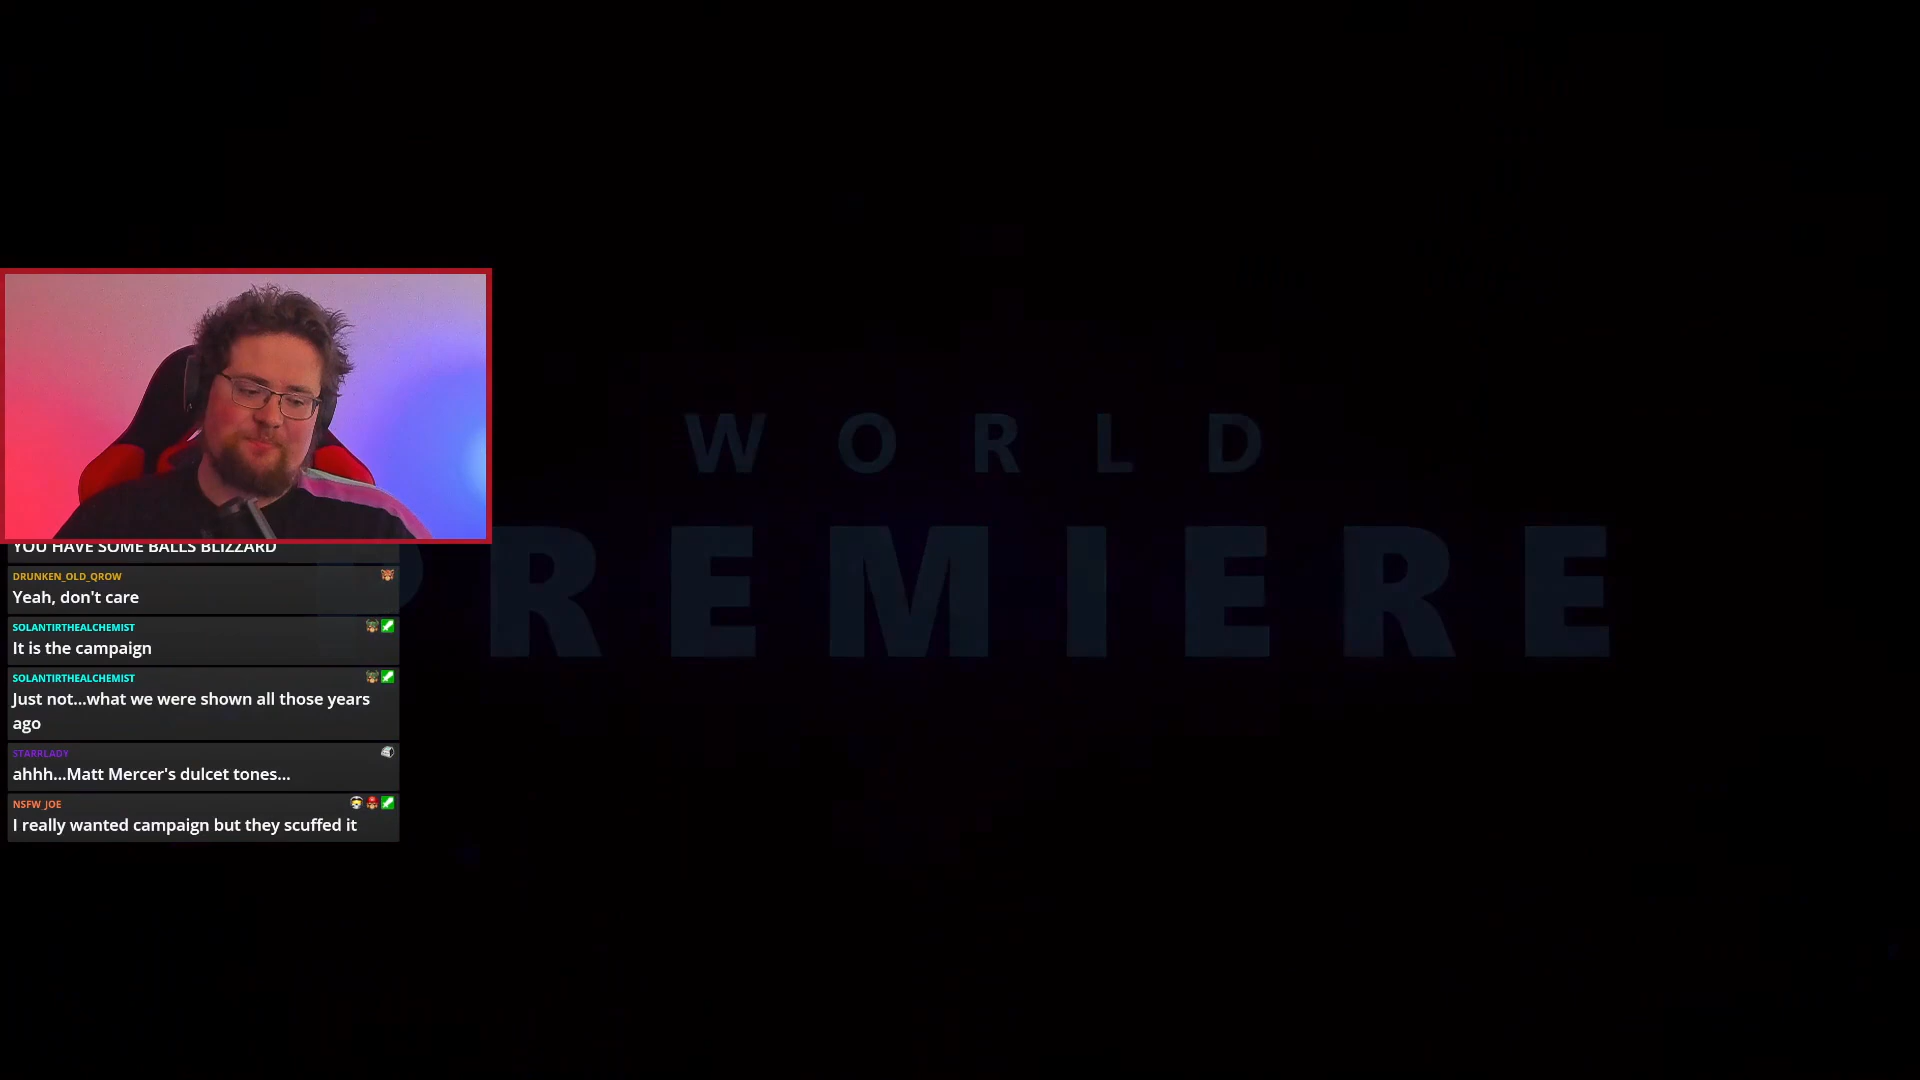 WORLD
PREMIERE
YOU HAVE SOME BALLS BLIZZARD
DRUNKEN_OLD_QROW
Yeah, don't care
SOLANTIRTHEALCHEMIST
It is the campaign
SOLANTIRTHEALCHEMIST
Just not...what we were shown all those years
ago
STARRLADY
ahhh...Matt Mercer's dulcet tones...
NSFW_JOE
I really wanted campaign but they scuffed it